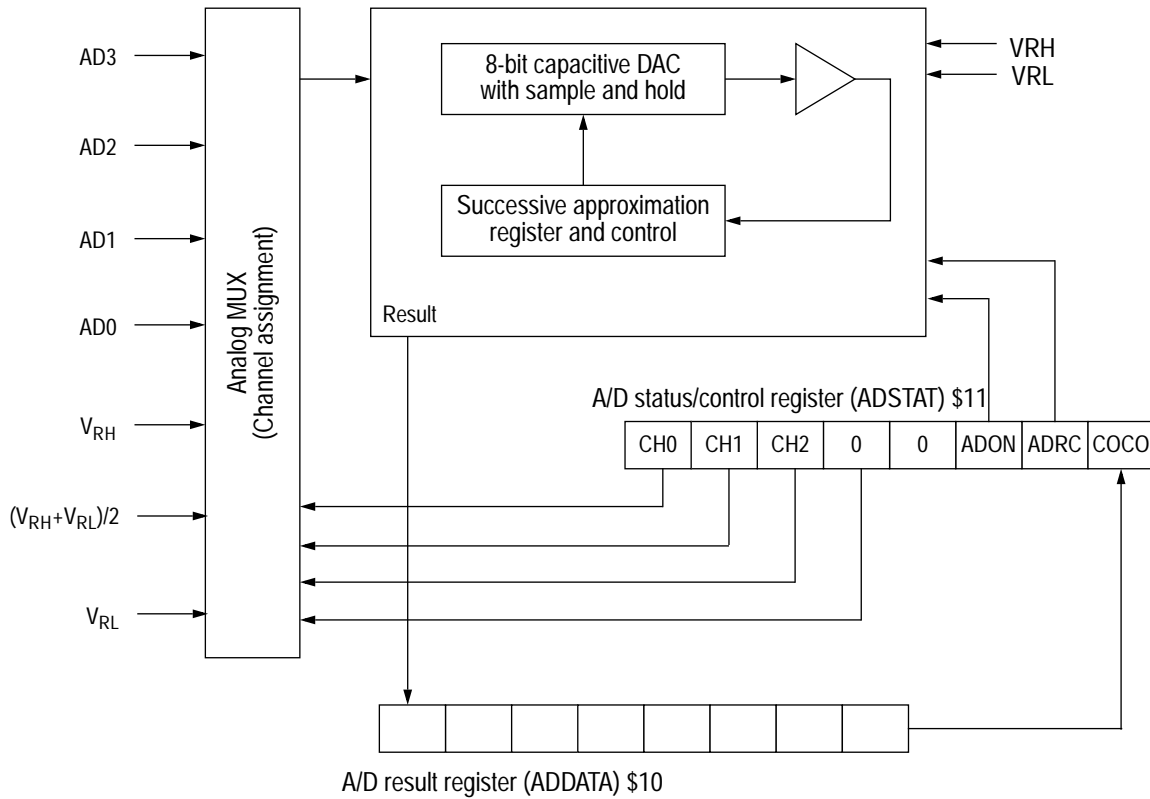 AD3
AD2
AD1
AD0
VRH
(VRH+VRL)/2
VRL
Analog MUX
(Channel assignment)
8-bit capacitive DAC
with sample and hold
Successive approximation
register and control
Result
VRH
VRL
A/D status/control register (ADSTAT) $11
CH0 CH1 CH2 0 0 ADON ADRC COCO
A/D result register (ADDATA) $10